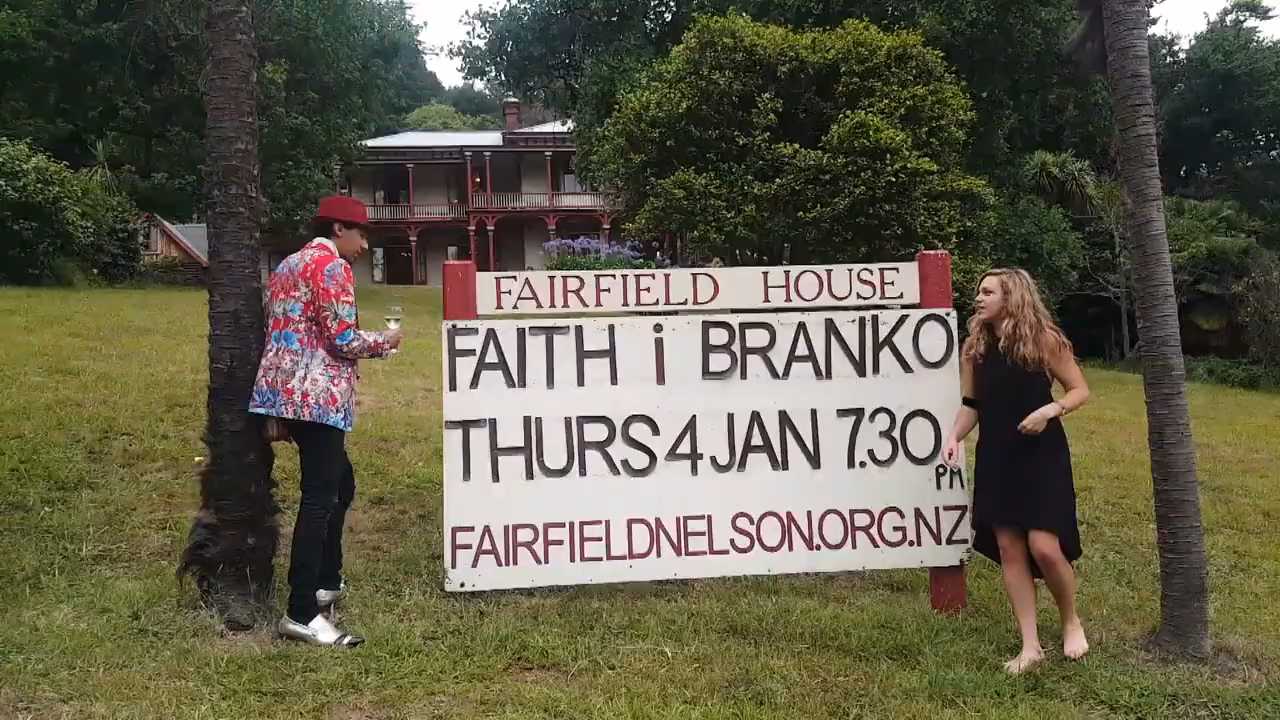 FAIRFIELD HOUSE
FAITH i BRANKO
THURS 4 JAN 7.30
PM
FAIRFIELDNELSON.ORG.NZ